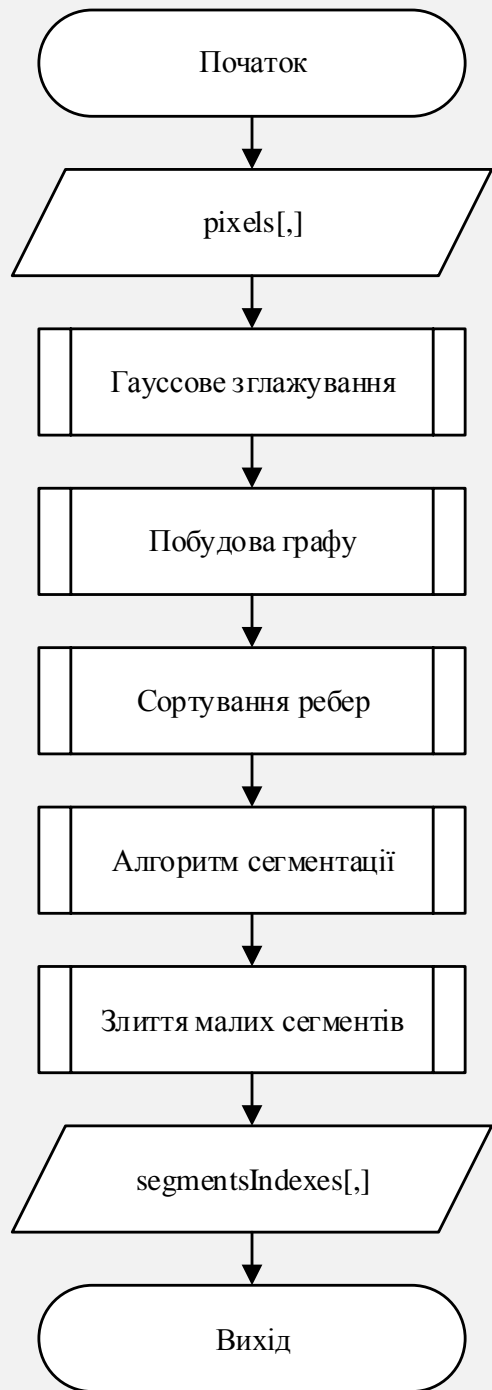 Початок
pixels[,]
Гауссове зглажування
Побудова графу
Сортування ребер
Алгоритм сегментації
Злиття малих сегментів
segmentsIndexes[,]
Вихід